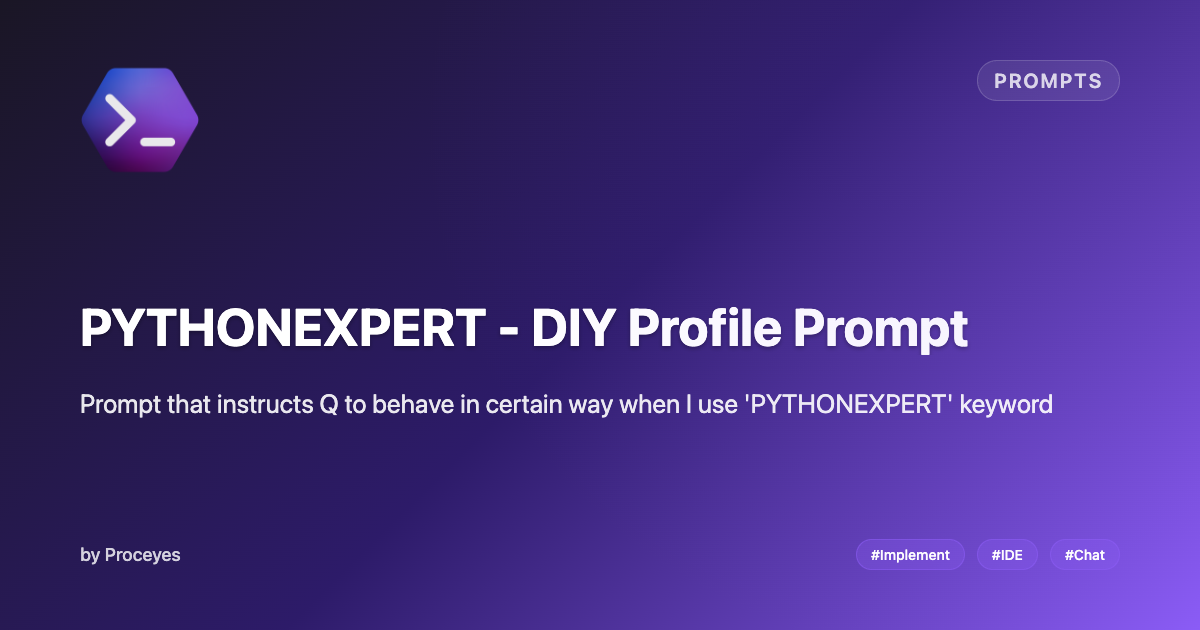 PROMPTS
PYTHONEXPERT - DIY Profile Prompt
Prompt that instructs Q to behave in certain way when I use 'PYTHONEXPERT' keyword
by Proceyes
#Implement #IDE #Chat